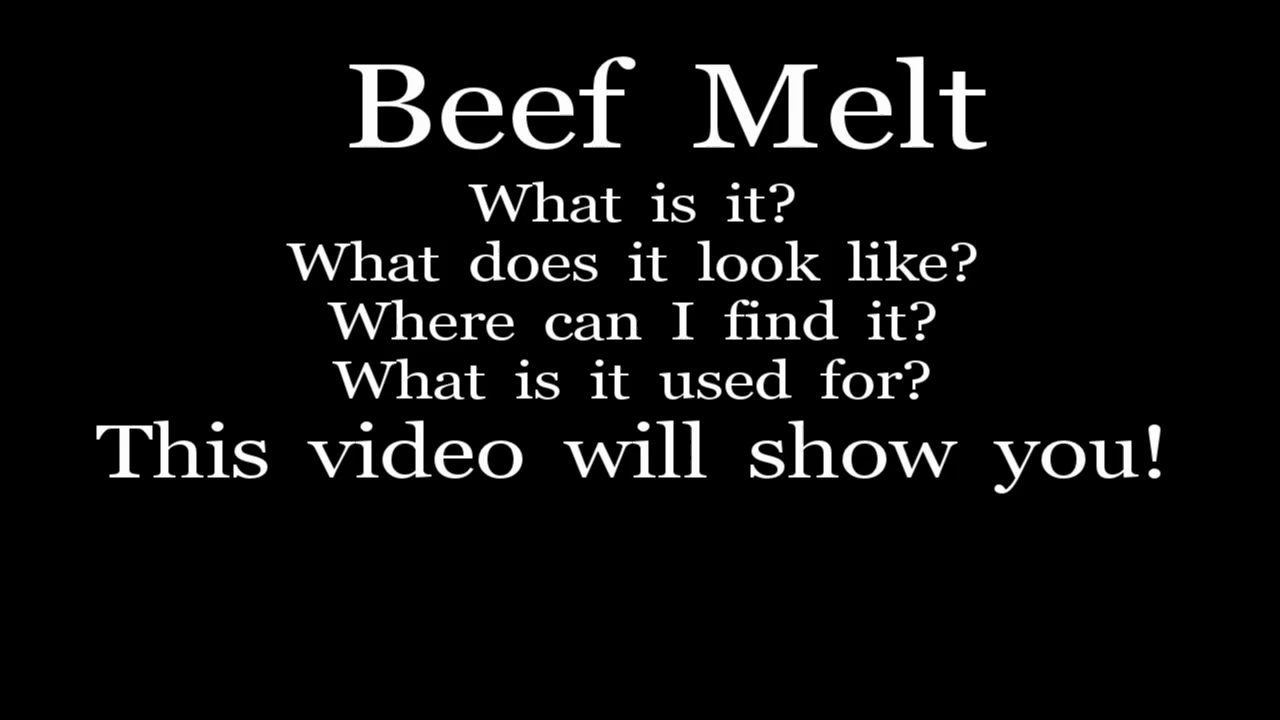 Beef Melt
What is it?
What does it look like?
Where can I find it?
What is it used for?
This video will show you!